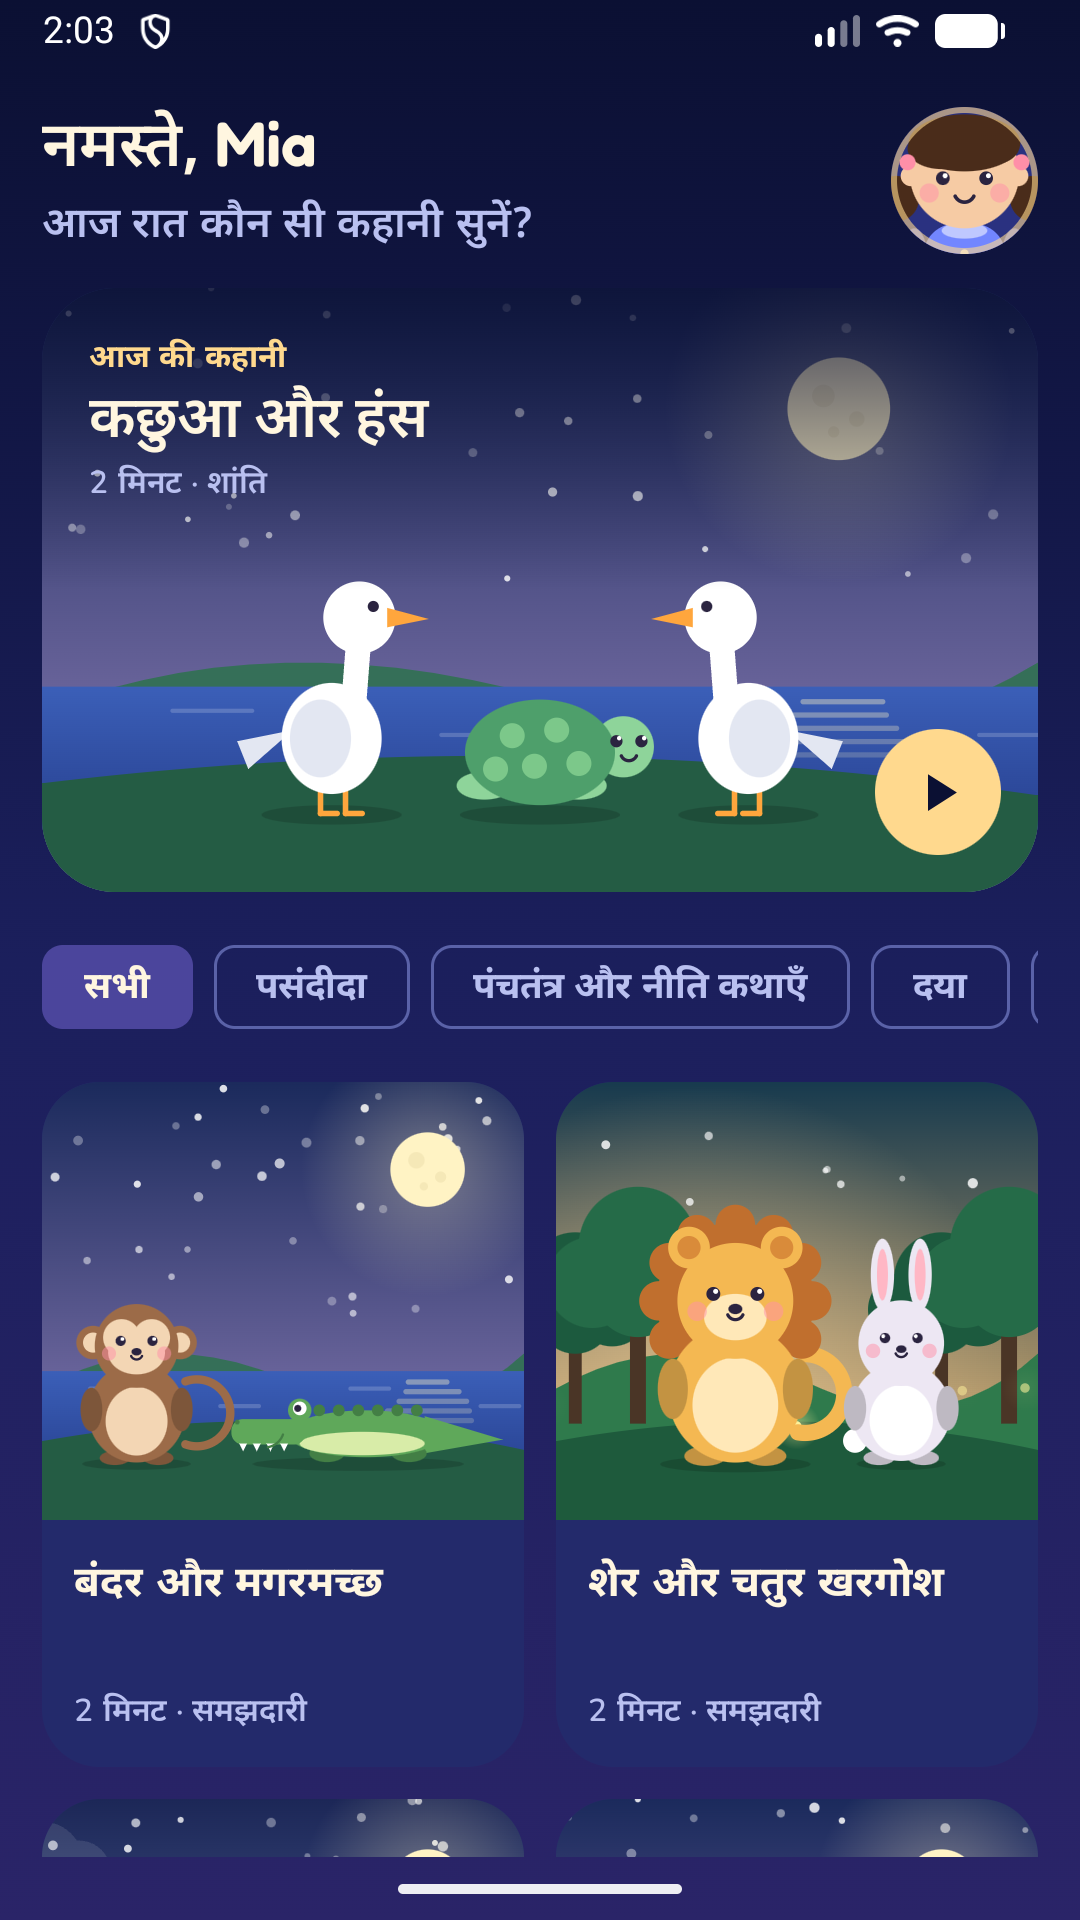 2:03
नमस्ते, Mia
आज रात कौन सी कहानी सुनें?
आज की कहानी
कछुआ और हंस
2 मिनट · शांति
सभी
पसंदीदा
पंचतंत्र और नीति कथाएँ
दया
बंदर और मगरमच्छ
शेर और चतुर खरगोश
2 मिनट · समझदारी
2 मिनट · समझदारी